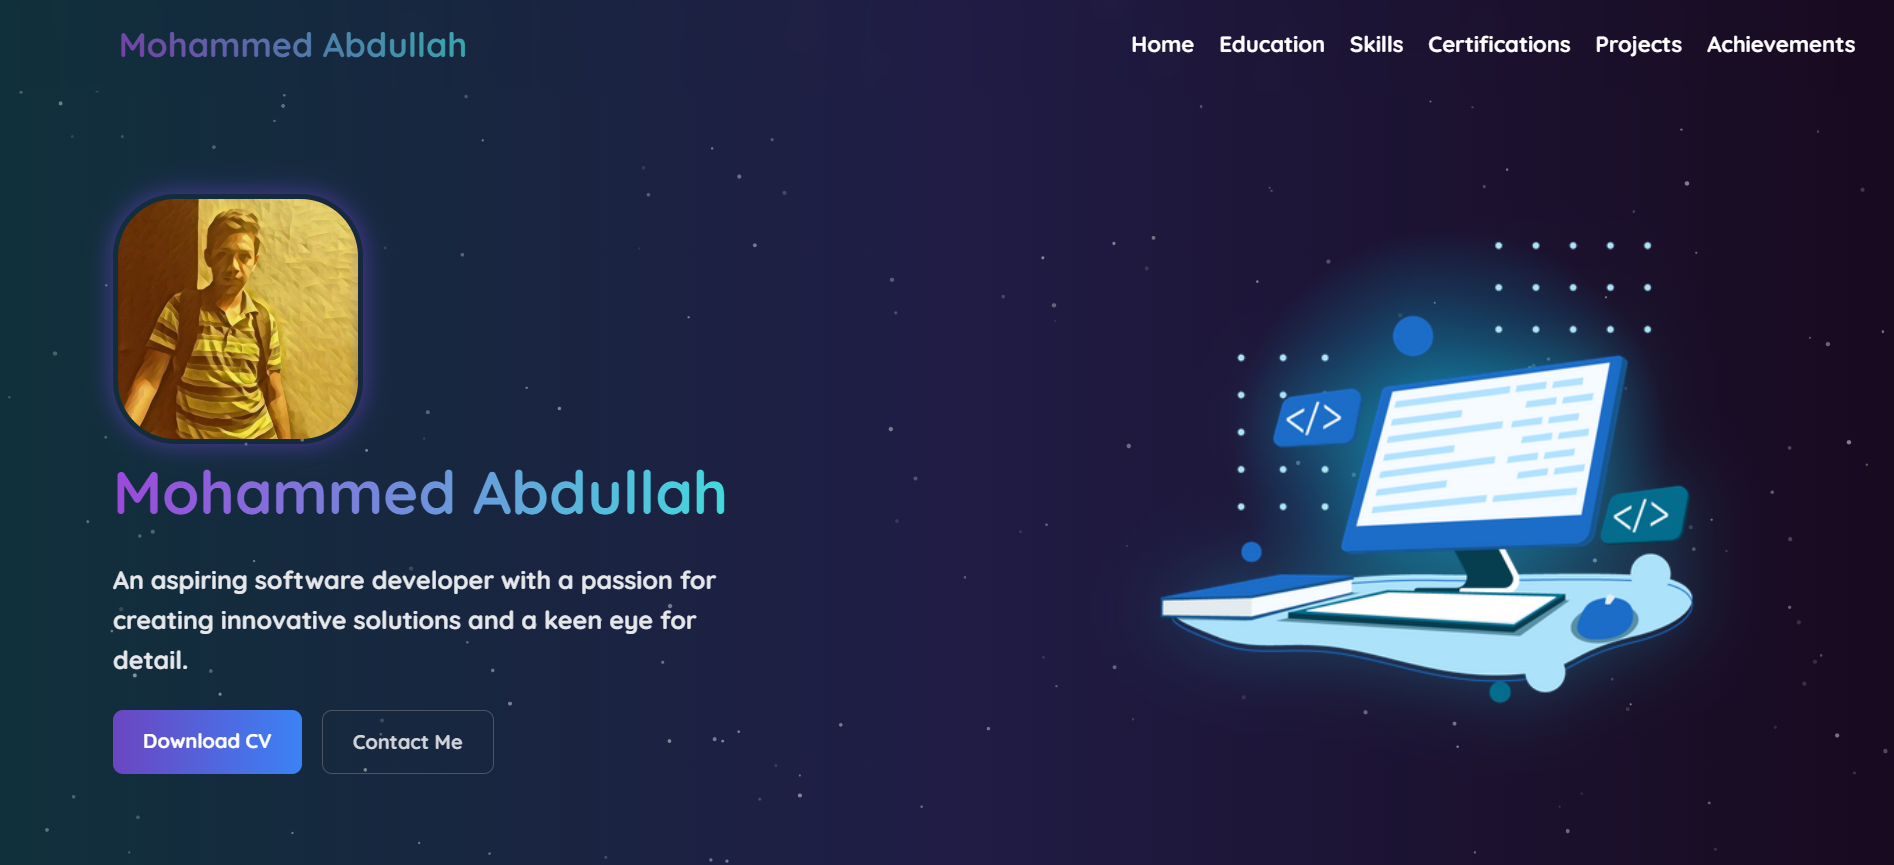 Mohammed Abdullah
Home Education Skills Certifications Projects Achievements
</>
</>
Mohammed Abdullah
An aspiring software developer with a passion for
creating innovative solutions and a keen eye for
detail.
Download CV Contact Me